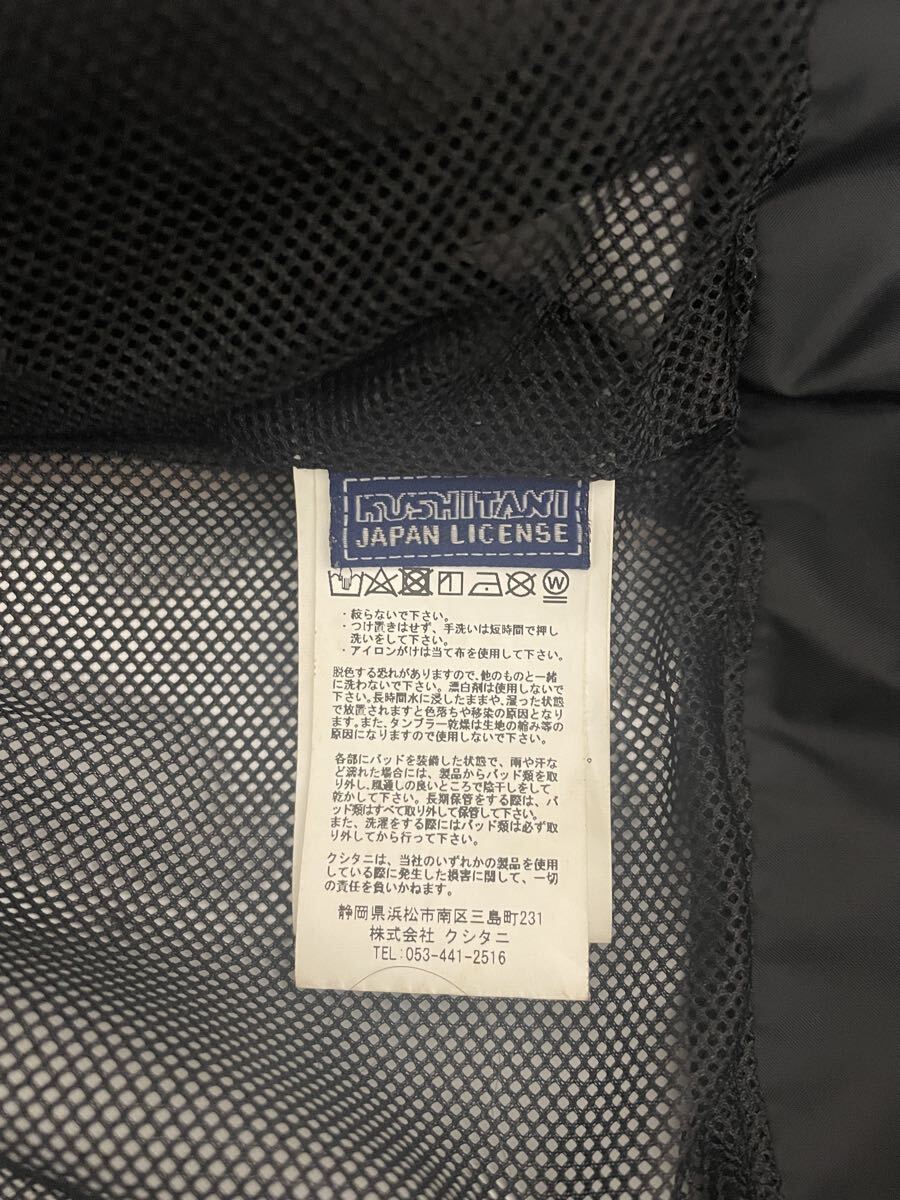 KUSHITANI
JAPAN LICENSE
・絞らないで下さい。
・つけ置きはせず、手洗いは短時間で押し
洗いをして下さい。
・アイロンがけは当て布を使用して下さい。
脱色する恐れがありますので、他のものと一緒
に洗わないで下さい。漂白剤は使用しないで
下さい。長時間水に浸したままや、湿った状態
で放置されますと色落ちや移染の原因となり
ます。また、タンブラー乾燥は生地の縮み等の
原因になりますので使用しないで下さい。
各部にパッドを装備した状態で、雨や汗な
ど濡れた場合には、製品からパッド類を取
り外し、風通しの良いところで陰干しをして
乾かして下さい。長期保管をする際は、パ
ッド類はすべて取り外して保管して下さい。
また、洗濯をする際にはパッド類は必ず取
り外してから行って下さい。
クシタニは、当社のいずれかの製品を使用
している際に発生した損害に関して、一切
の責任を負いかねます。
静岡県浜松市南区三島町231
株式会社 クシタニ
TEL:053-441-2516